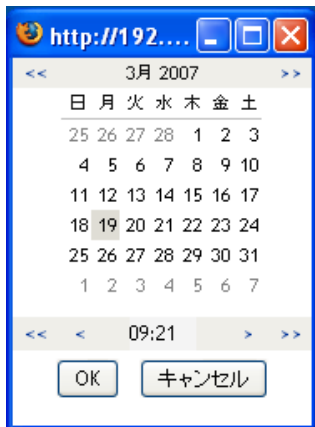 http://192....
<< 3月 2007 >>
日 月 火 水 木 金 土
25 26 27 28 1 2 3
4 5 6 7 8 9 10
11 12 13 14 15 16 17
18 19 20 21 22 23 24
25 26 27 28 29 30 31
1 2 3 4 5 6 7
<< < 09:21 > >>
OK キャンセル